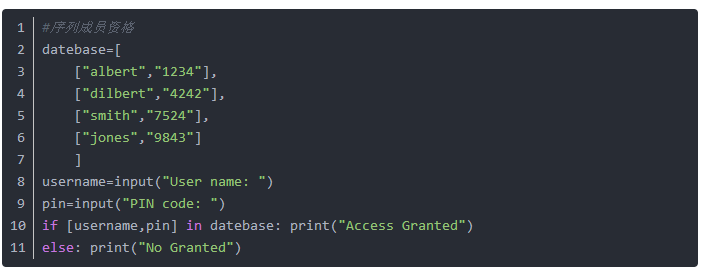 1 #序列成员资格
2 datebase=[
3     ["albert","1234"],
4     ["dilbert","4242"],
5     ["smith","7524"],
6     ["jones","9843"]
7     ]
8 username=input("User name: ")
9 pin=input("PIN code: ")
10 if [username,pin] in datebase: print("Access Granted")
11 else: print("No Granted")